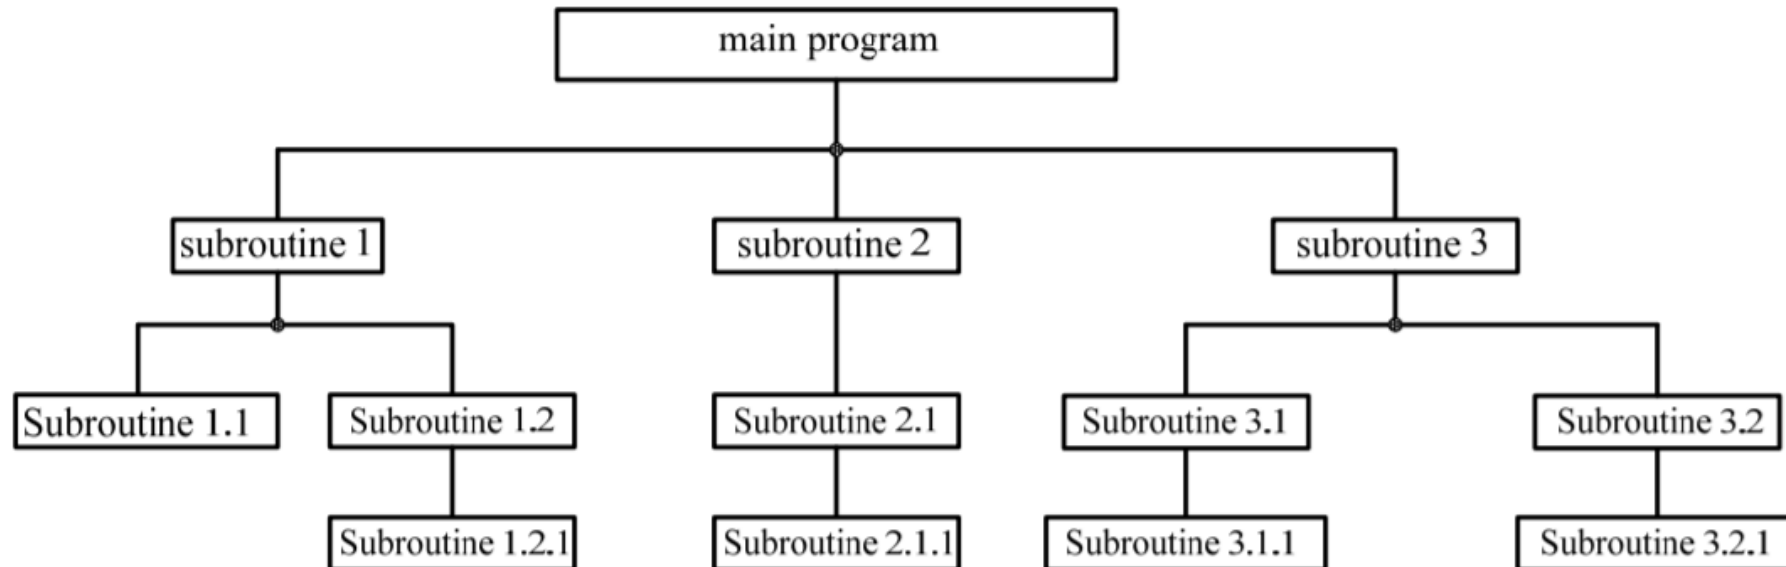 main program
subroutine 1
subroutine 2
subroutine 3
Subroutine 1.1
Subroutine 1.2
Subroutine 2.1
Subroutine 3.1
Subroutine 3.2
Subroutine 1.2.1
Subroutine 2.1.1
Subroutine 3.1.1
Subroutine 3.2.1